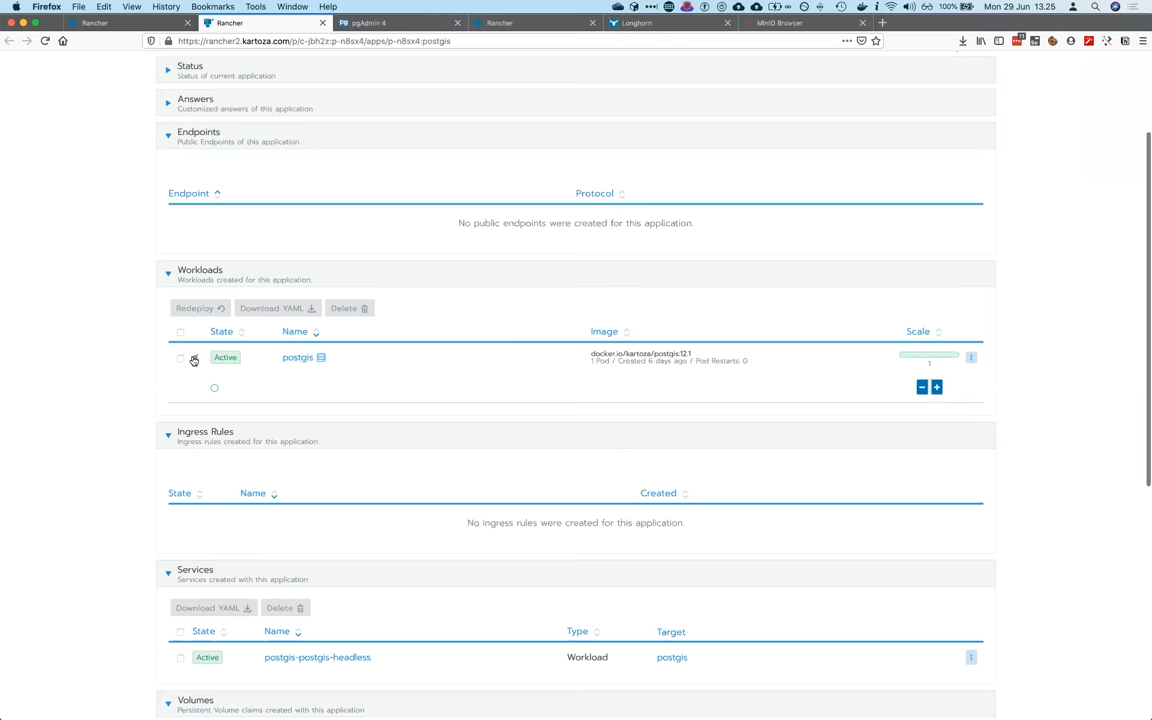 Firefox File Edit View History Bookmarks Tools Window Help 100% Mon 29 Jun 13.25
Rancher Rancher pgAdmin 4 Rancher Longhorn MinIO Browser
https://rancher2.kartoza.com/p/c-jbh2z:p-n8sx4/apps/p-n8sx4:postgis
Status
Status of current application
Answers
Customized answers of this application
Endpoints
Public Endpoints of this application
Endpoint Protocol
No public endpoints were created for this application.
Workloads
Workloads created for this application.
Redeploy Download YAML Delete
State Name Image Scale
Active postgis docker.io/kartoza/postgis:12.1
1 Pod / Created 6 days ago / Pod Restarts: 0
1
Ingress Rules
Ingress rules created for this application.
State Name Created
No ingress rules were created for this application.
Services
Services created with this application
Download YAML Delete
State Name Type Target
Active postgis-postgis-headless Workload postgis
Volumes
Persistent Volume claims created with this application